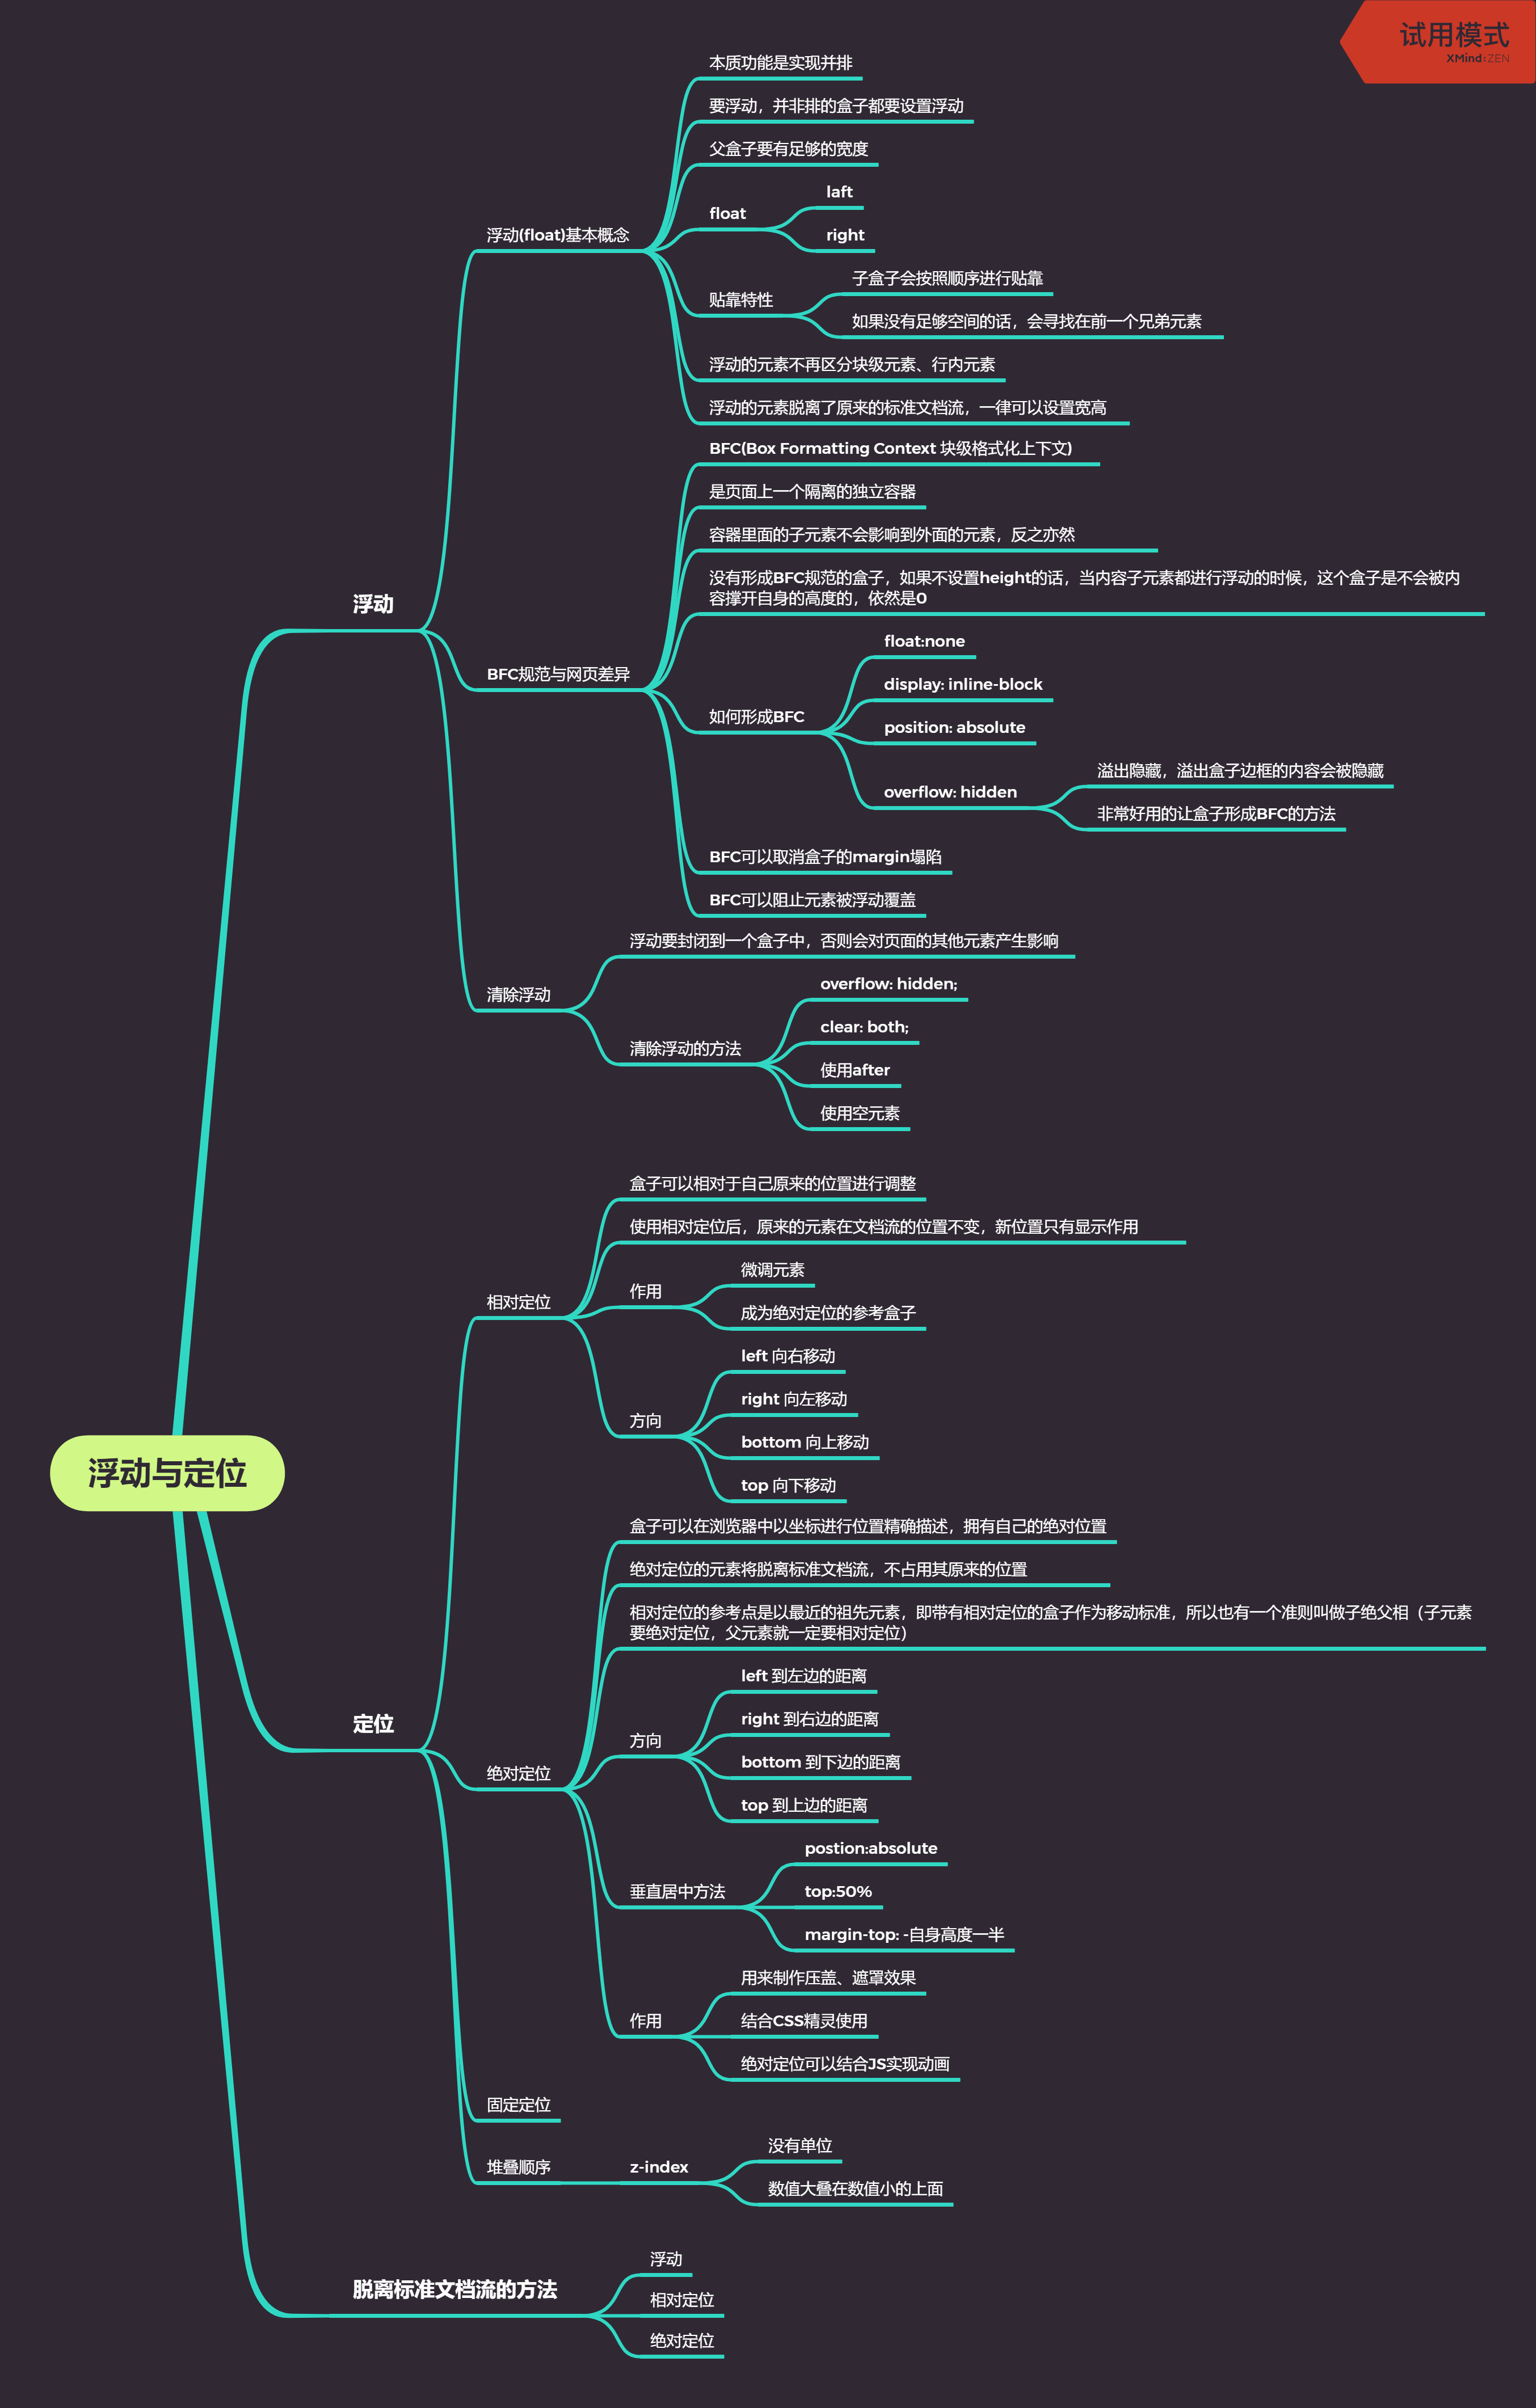 试用模式
XMind:ZEN
浮动与定位
浮动
浮动(float)基本概念
本质功能是实现并排
要浮动，并非排的盒子都要设置浮动
父盒子要有足够的宽度
float
laft
right
贴靠特性
子盒子会按照顺序进行贴靠
如果没有足够空间的话，会寻找在前一个兄弟元素
浮动的元素不再区分块级元素、行内元素
浮动的元素脱离了原来的标准文档流，一律可以设置宽高
BFC规范与网页差异
BFC(Box Formatting Context 块级格式化上下文)
是页面上一个隔离的独立容器
容器里面的子元素不会影响到外面的元素，反之亦然
没有形成BFC规范的盒子，如果不设置height的话，当内容子元素都进行浮动的时候，这个盒子是不会被内
容撑开自身的高度的，依然是0
如何形成BFC
float:none
display: inline-block
position: absolute
overflow: hidden
溢出隐藏，溢出盒子边框的内容会被隐藏
非常好用的让盒子形成BFC的方法
BFC可以取消盒子的margin塌陷
BFC可以阻止元素被浮动覆盖
清除浮动
浮动要封闭到一个盒子中，否则会对页面的其他元素产生影响
清除浮动的方法
overflow: hidden;
clear: both;
使用after
使用空元素
定位
相对定位
盒子可以相对于自己原来的位置进行调整
使用相对定位后，原来的元素在文档流的位置不变，新位置只有显示作用
作用
微调元素
成为绝对定位的参考盒子
方向
left 向右移动
right 向左移动
bottom 向上移动
top 向下移动
绝对定位
盒子可以在浏览器中以坐标进行位置精确描述，拥有自己的绝对位置
绝对定位的元素将脱离标准文档流，不占用其原来的位置
相对定位的参考点是以最近的祖先元素，即带有相对定位的盒子作为移动标准，所以也有一个准则叫做子绝父相（子元素
要绝对定位，父元素就一定要相对定位）
方向
left 到左边的距离
right 到右边的距离
bottom 到下边的距离
top 到上边的距离
垂直居中方法
postion:absolute
top:50%
margin-top: -自身高度一半
作用
用来制作压盖、遮罩效果
结合CSS精灵使用
绝对定位可以结合JS实现动画
固定定位
堆叠顺序
z-index
没有单位
数值大叠在数值小的上面
脱离标准文档流的方法
浮动
相对定位
绝对定位